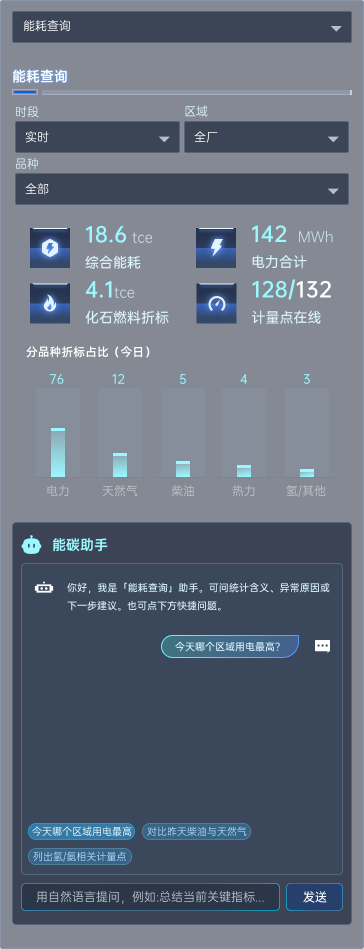 能耗查询
能耗查询
时段
区域
实时
全厂
品种
全部
18.6 tce
综合能耗
142 MWh
电力合计
4.1tce
化石燃料折标
128/132
计量点在线
分品种折标占比（今日）
76 12 5 4 3
电力 天然气 柴油 热力 氢/其他
能碳助手
你好，我是「能耗查询」助手。可问统计含义、异常原因或
下一步建议。也可点下方快捷问题。
今天哪个区域用电最高？
今天哪个区域用电最高
对比昨天柴油与天然气
列出氢/氨相关计量点
用自然语言提问，例如:总结当前关键指标...
发送